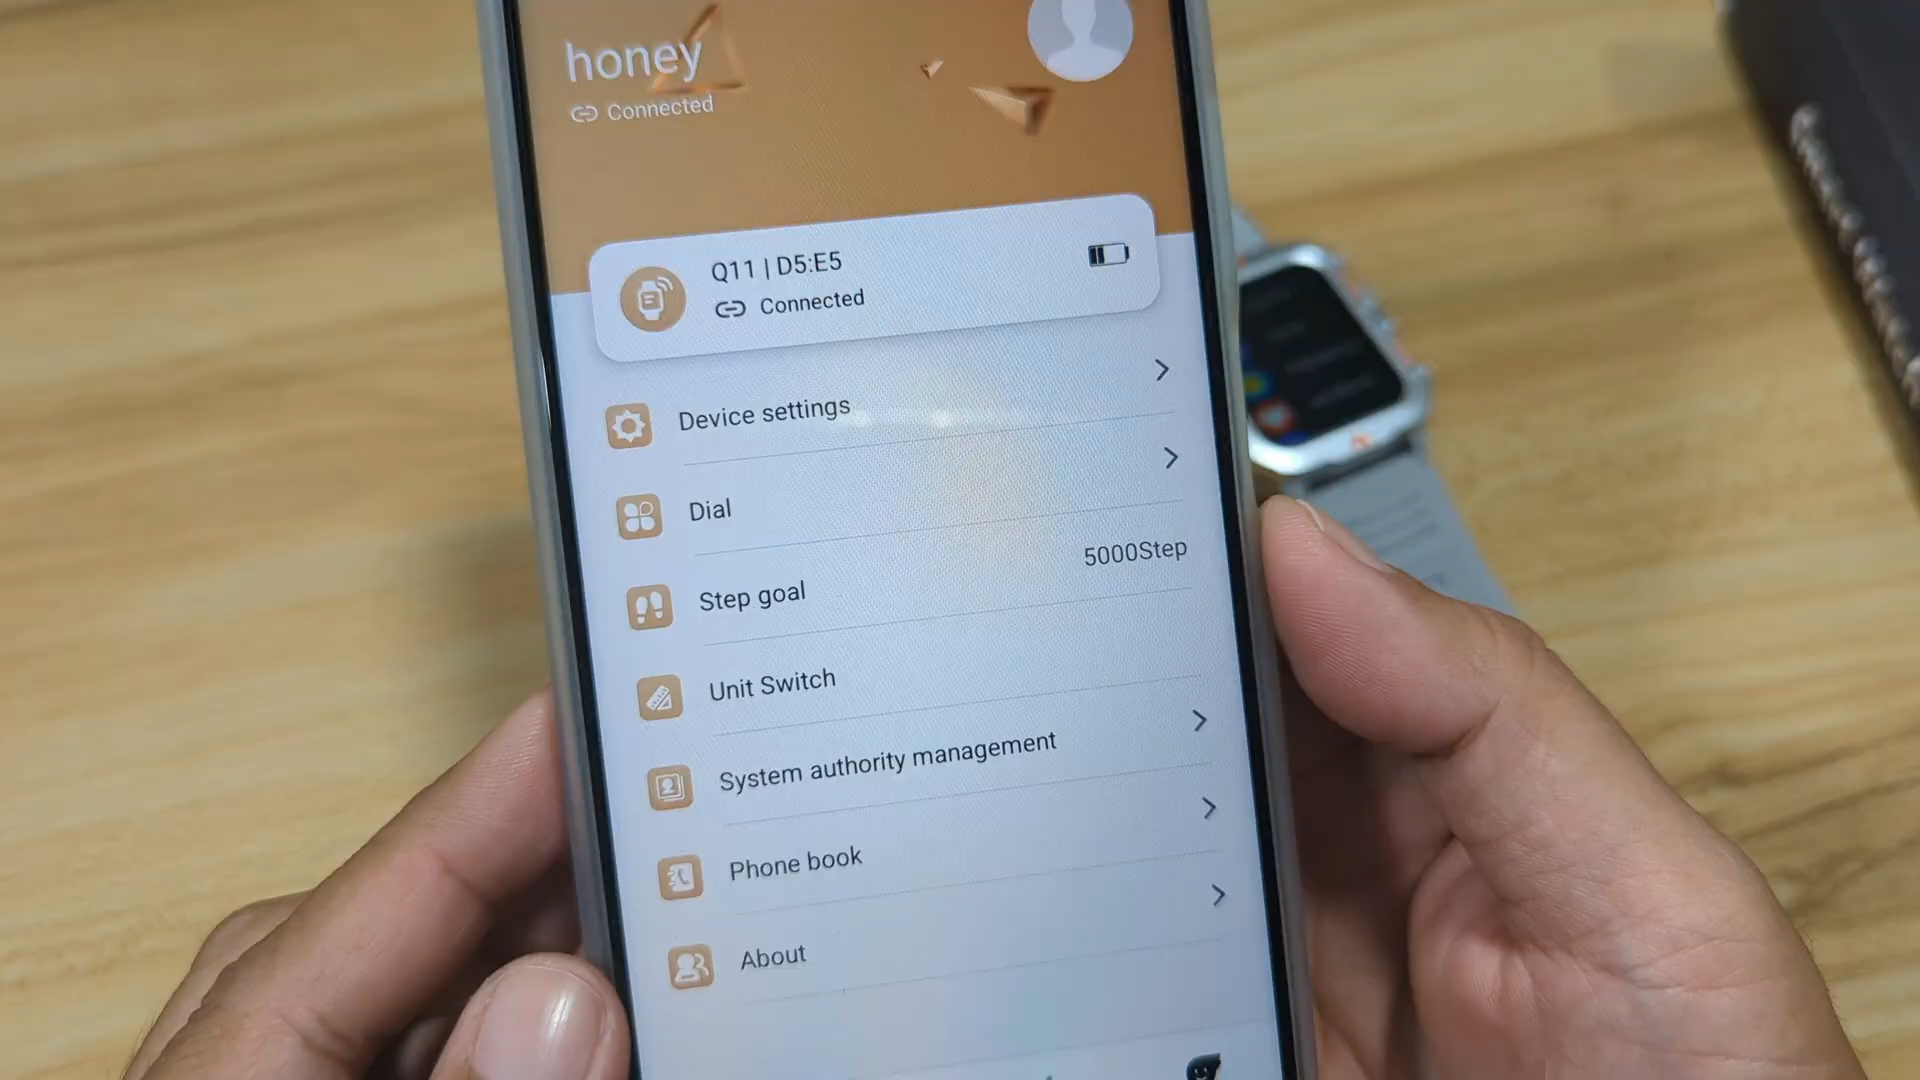 honey
Connected
Q11 | D5:E5
Connected
Device settings
Dial
Step goal
5000Step
Unit Switch
System authority management
Phone book
About